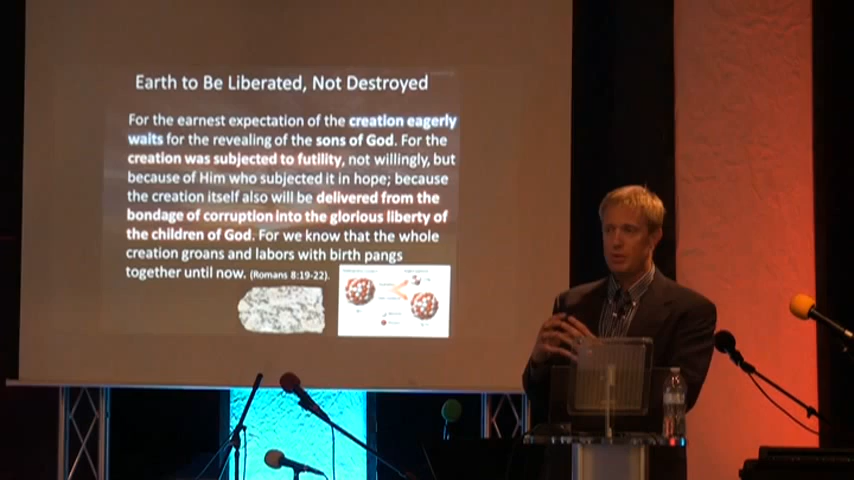 Earth to Be Liberated, Not Destroyed
For the earnest expectation of the creation eagerly
waits for the revealing of the sons of God. For the
creation was subjected to futility, not willingly, but
because of Him who subjected it in hope; because
the creation itself also will be delivered from the
bondage of corruption into the glorious liberty of
the children of God. For we know that the whole
creation groans and labors with birth pangs
together until now. (Romans 8:19-22).